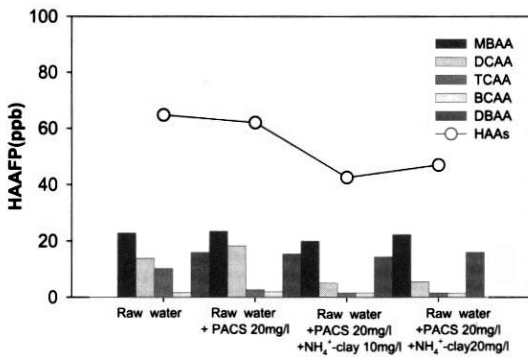 100
80
60
40
20
0
HAAFP(ppb)
MBAA
DCAA
TCAA
BCAA
DBAA
HAAs
Raw water
Raw water
+ PACS 20mg/l
Raw water
+PACS 20mg/l
+NH₄⁺-clay 10mg/l
Raw water
+PACS 20mg/l
+NH₄⁺-clay20mg/l